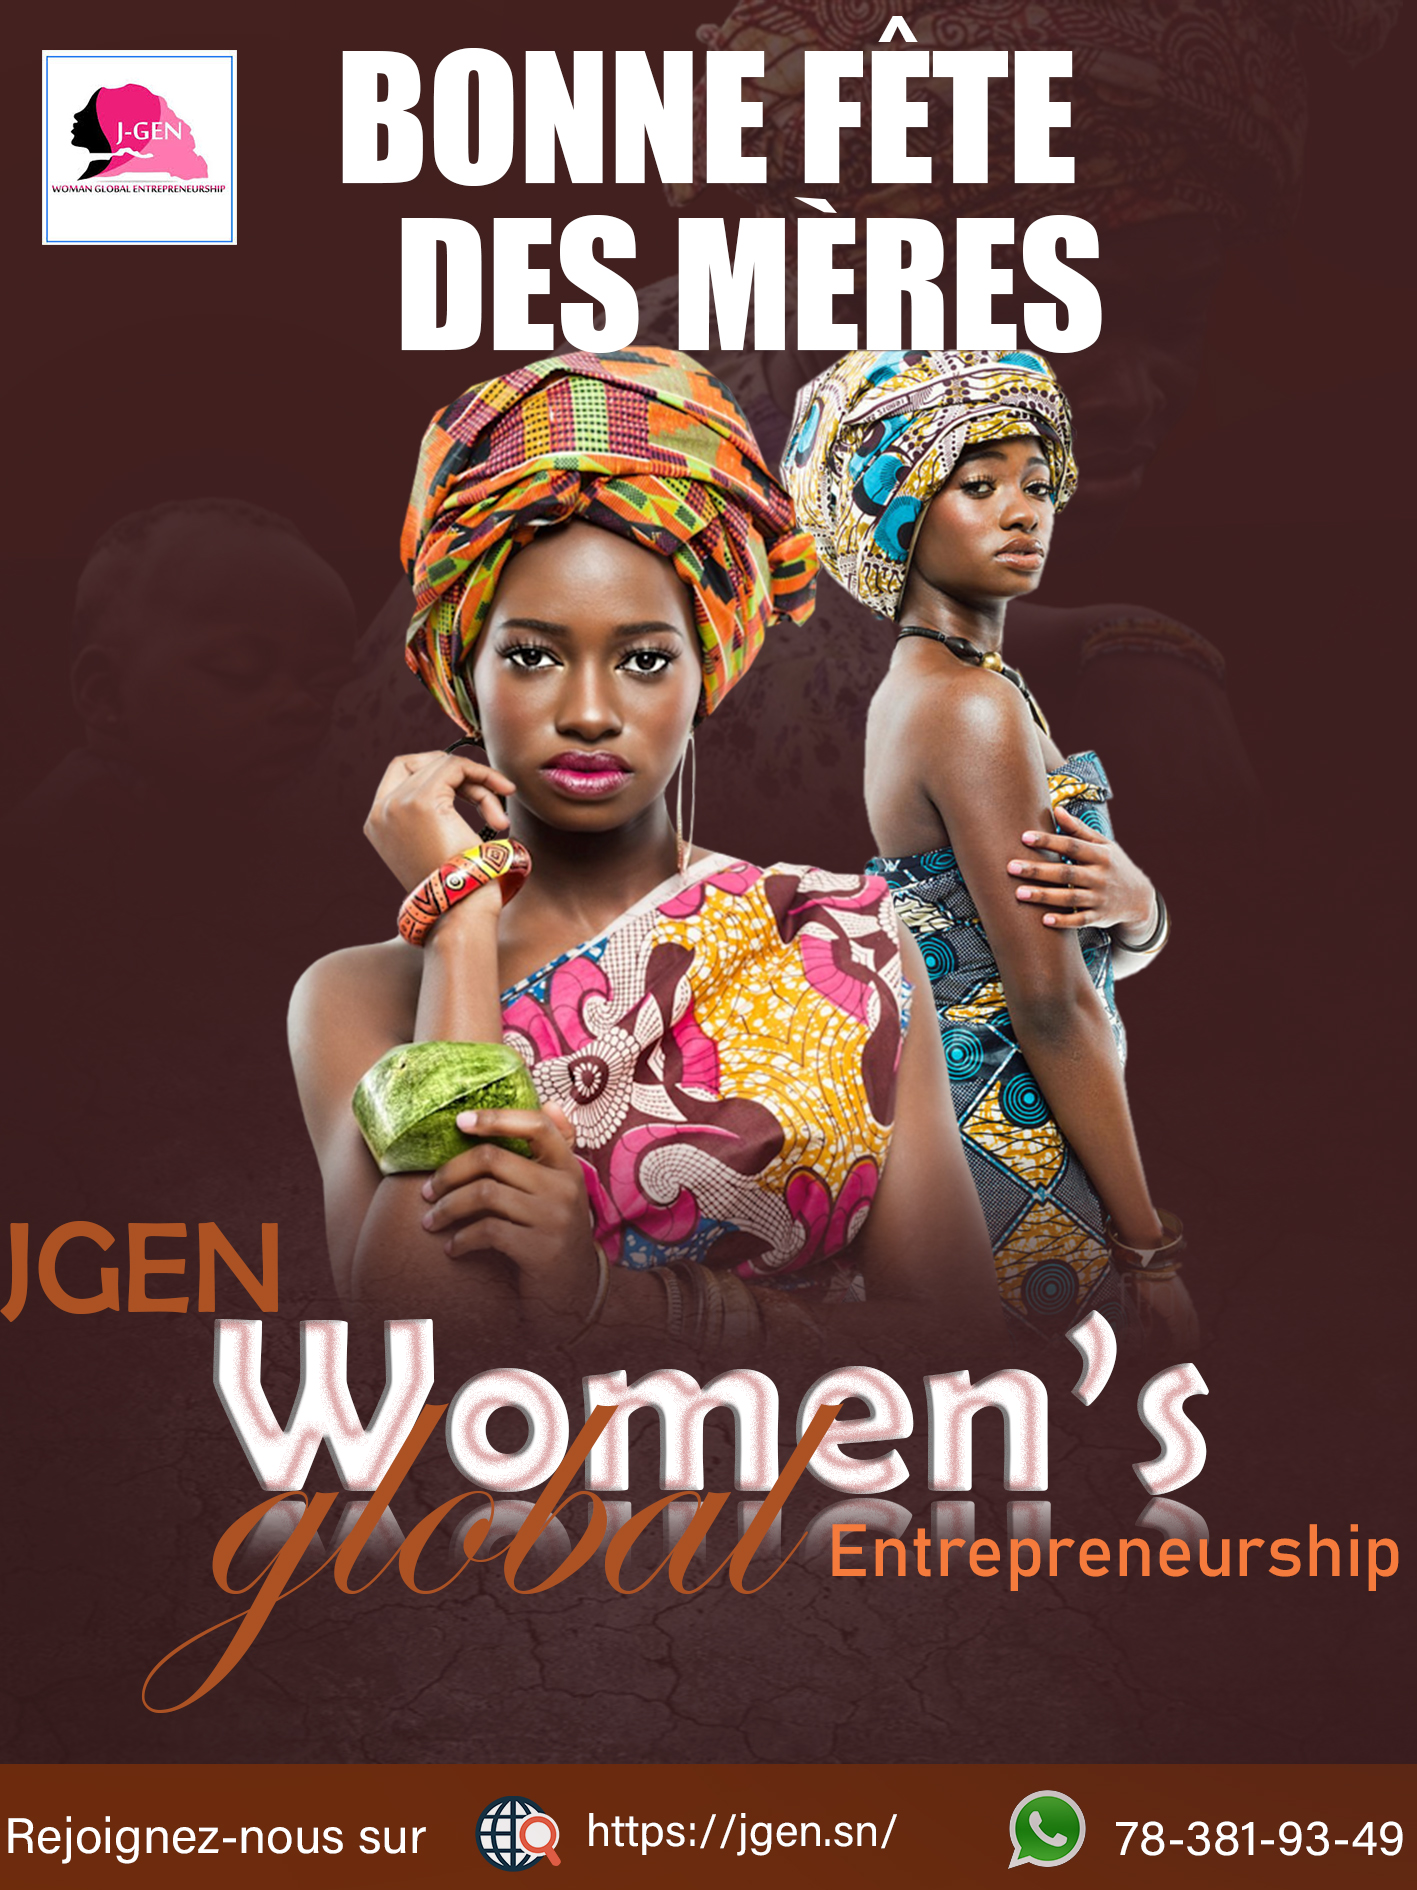 J-GEN
WOMAN GLOBAL ENTREPRENEURSHIP
BONNE FÊTE
DES MÈRES
JGEN
Women's
global
Entrepreneurship
Rejoignez-nous sur
https://jgen.sn/
78-381-93-49